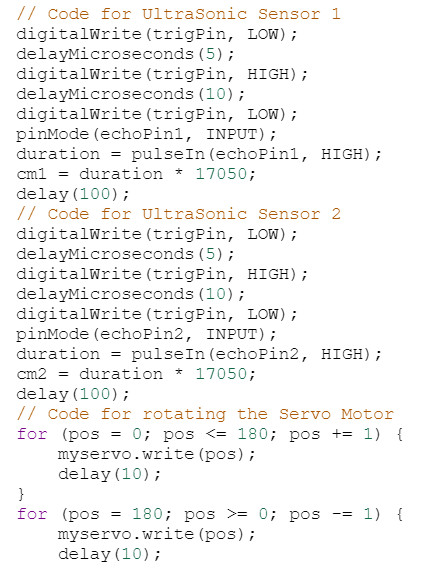 // Code for UltraSonic Sensor 1
digitalWrite(trigPin, LOW);
delayMicroseconds(5);
digitalWrite(trigPin, HIGH);
delayMicroseconds(10);
digitalWrite(trigPin, LOW);
pinMode(echoPin1, INPUT);
duration = pulseIn(echoPin1, HIGH);
cm1 = duration * 17050;
delay(100);
// Code for UltraSonic Sensor 2
digitalWrite(trigPin, LOW);
delayMicroseconds(5);
digitalWrite(trigPin, HIGH);
delayMicroseconds(10);
digitalWrite(trigPin, LOW);
pinMode(echoPin2, INPUT);
duration = pulseIn(echoPin2, HIGH);
cm2 = duration * 17050;
delay(100);
// Code for rotating the Servo Motor
for (pos = 0; pos <= 180; pos += 1) {
    myservo.write(pos);
    delay(10);
}
for (pos = 180; pos >= 0; pos -= 1) {
    myservo.write(pos);
    delay(10);